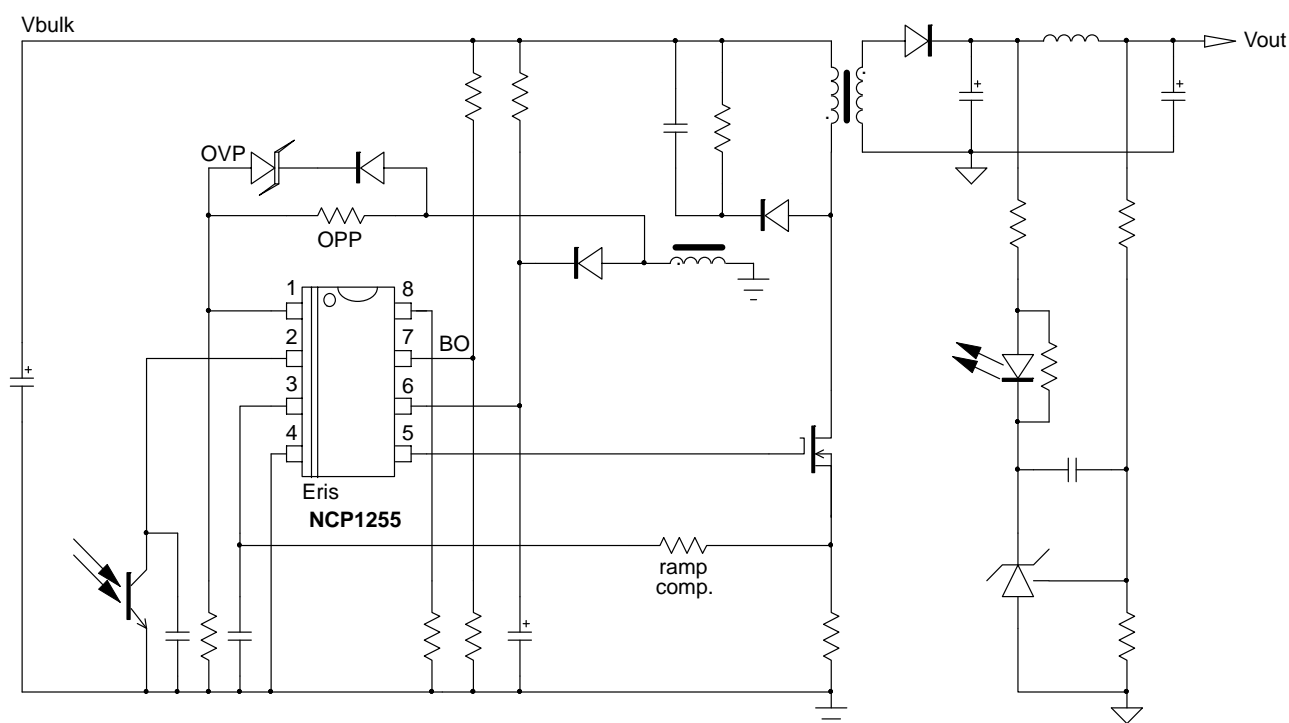 Vbulk
Vout
OVP
OPP
1
8
2
7
BO
3
6
4
5
Eris
NCP1255
ramp
comp.
+
+
+
+